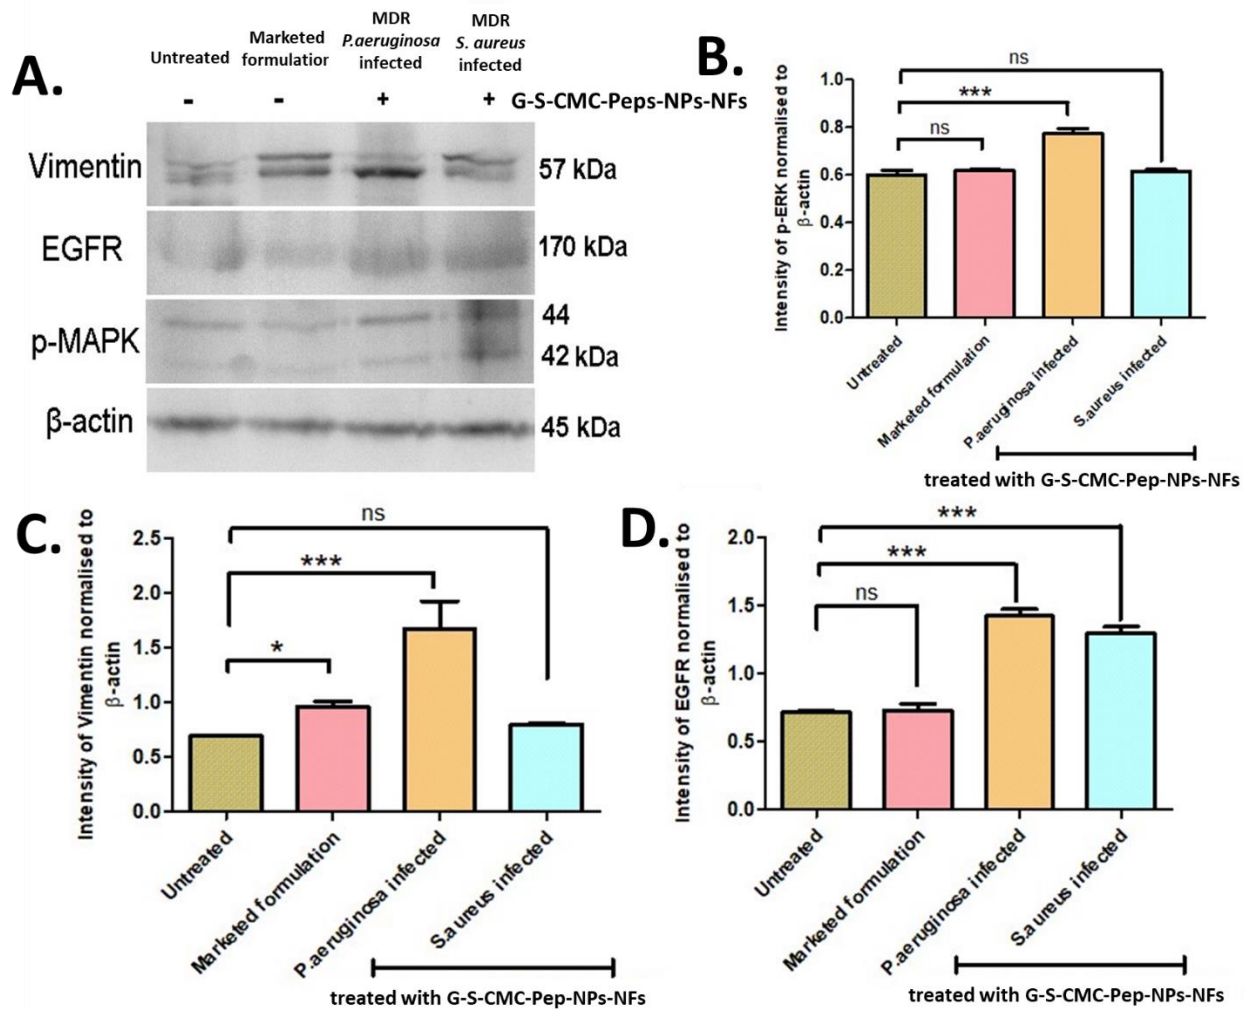 A.
Untreated
Marketed
formulatior
MDR
P.aeruginosa
infected
MDR
S. aureus
infected
- - + + G-S-CMC-Peps-NPs-NFs
Vimentin 57 kDa
EGFR 170 kDa
p-MAPK 44
42 kDa
β-actin 45 kDa
B.
Intensity of p-ERK normalised to
β-actin
1.0
0.8
0.6
0.4
0.2
0.0
ns
***
ns
Untreated
Marketed formulation
P.aeruginosa infected
S.aureus infected
treated with G-S-CMC-Pep-NPs-NFs
C.
Intensity of Vimentin normalised to
β-actin
2.5
2.0
1.5
1.0
0.5
0.0
ns
***
*
Untreated
Marketed formulation
P.aeruginosa infected
S.aureus infected
treated with G-S-CMC-Pep-NPs-NFs
D.
Intensity of EGFR normalised to
β-actin
2.0
1.5
1.0
0.5
0.0
***
***
ns
Untreated
Marketed formulation
P.aeruginosa infected
S.aureus infected
treated with G-S-CMC-Pep-NPs-NFs